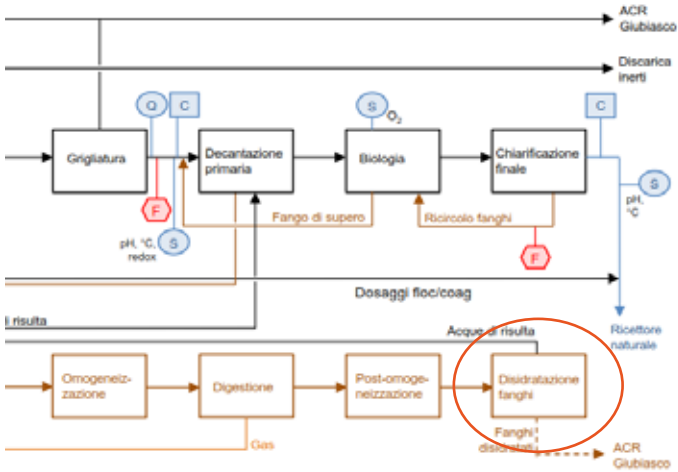 ACR
Giubiasco
Discarica
inerti
Q
C
S
O₂
C
Grigliatura
Decantazione
primaria
Biologia
Chiarificazione
finale
S
pH,
°C
F
Fango di supero
Ricircolo fanghi
pH, °C,
redox
S
F
Dosaggi floc/coag
i risulta
Acque di risulta
Ricettore
naturale
Omogeneiz-
zazione
Digestione
Post-omoge-
neizzazione
Disidratazione
fanghi
Gas
Fanghi
disidratati
ACR
Giubiasco